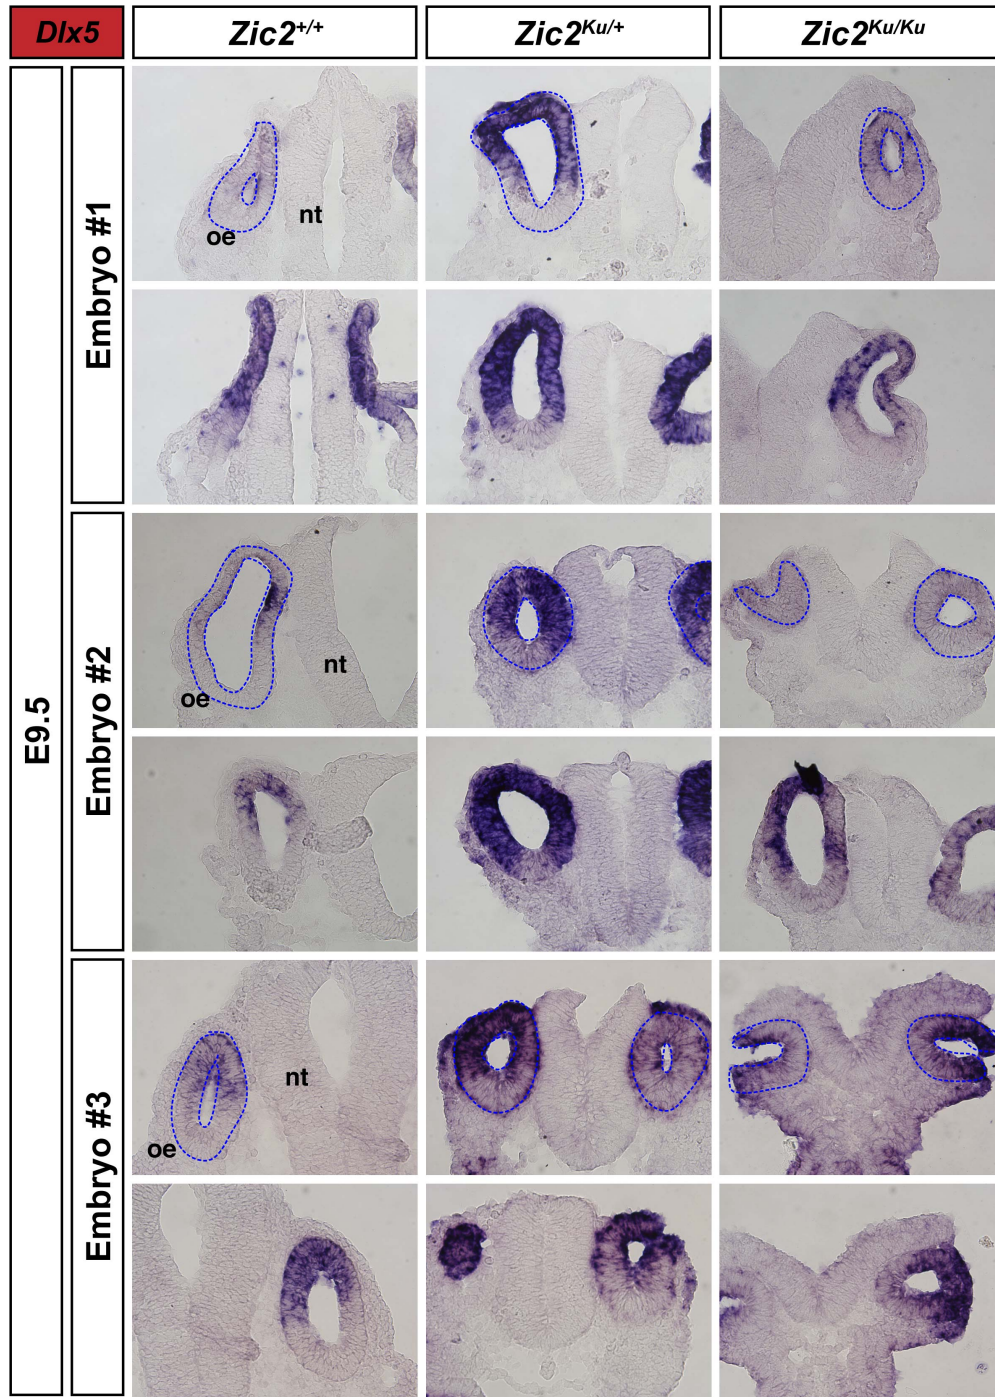 Dlx5
Zic2+/+
Zic2Ku/+
Zic2Ku/Ku
E9.5
Embryo #1
oe
nt
Embryo #2
nt
oe
Embryo #3
nt
oe